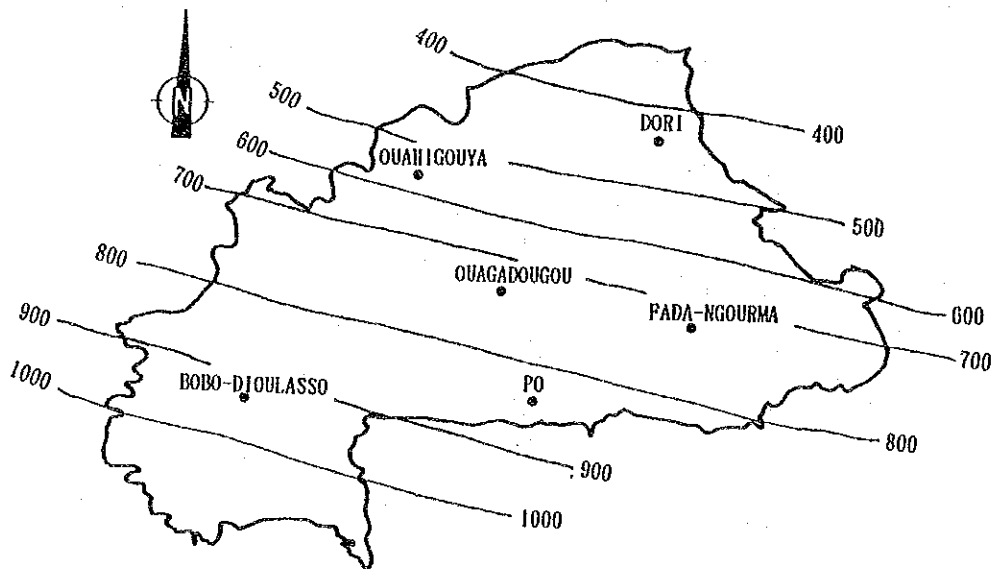 400
N
500
DORI
400
600
OUAHIGOUYA
700
500
800
OUAGADOUGOU
FADA-NGOURMA
900
600
700
1000
BOBO-DIOULASSO
PO
800
900
1000